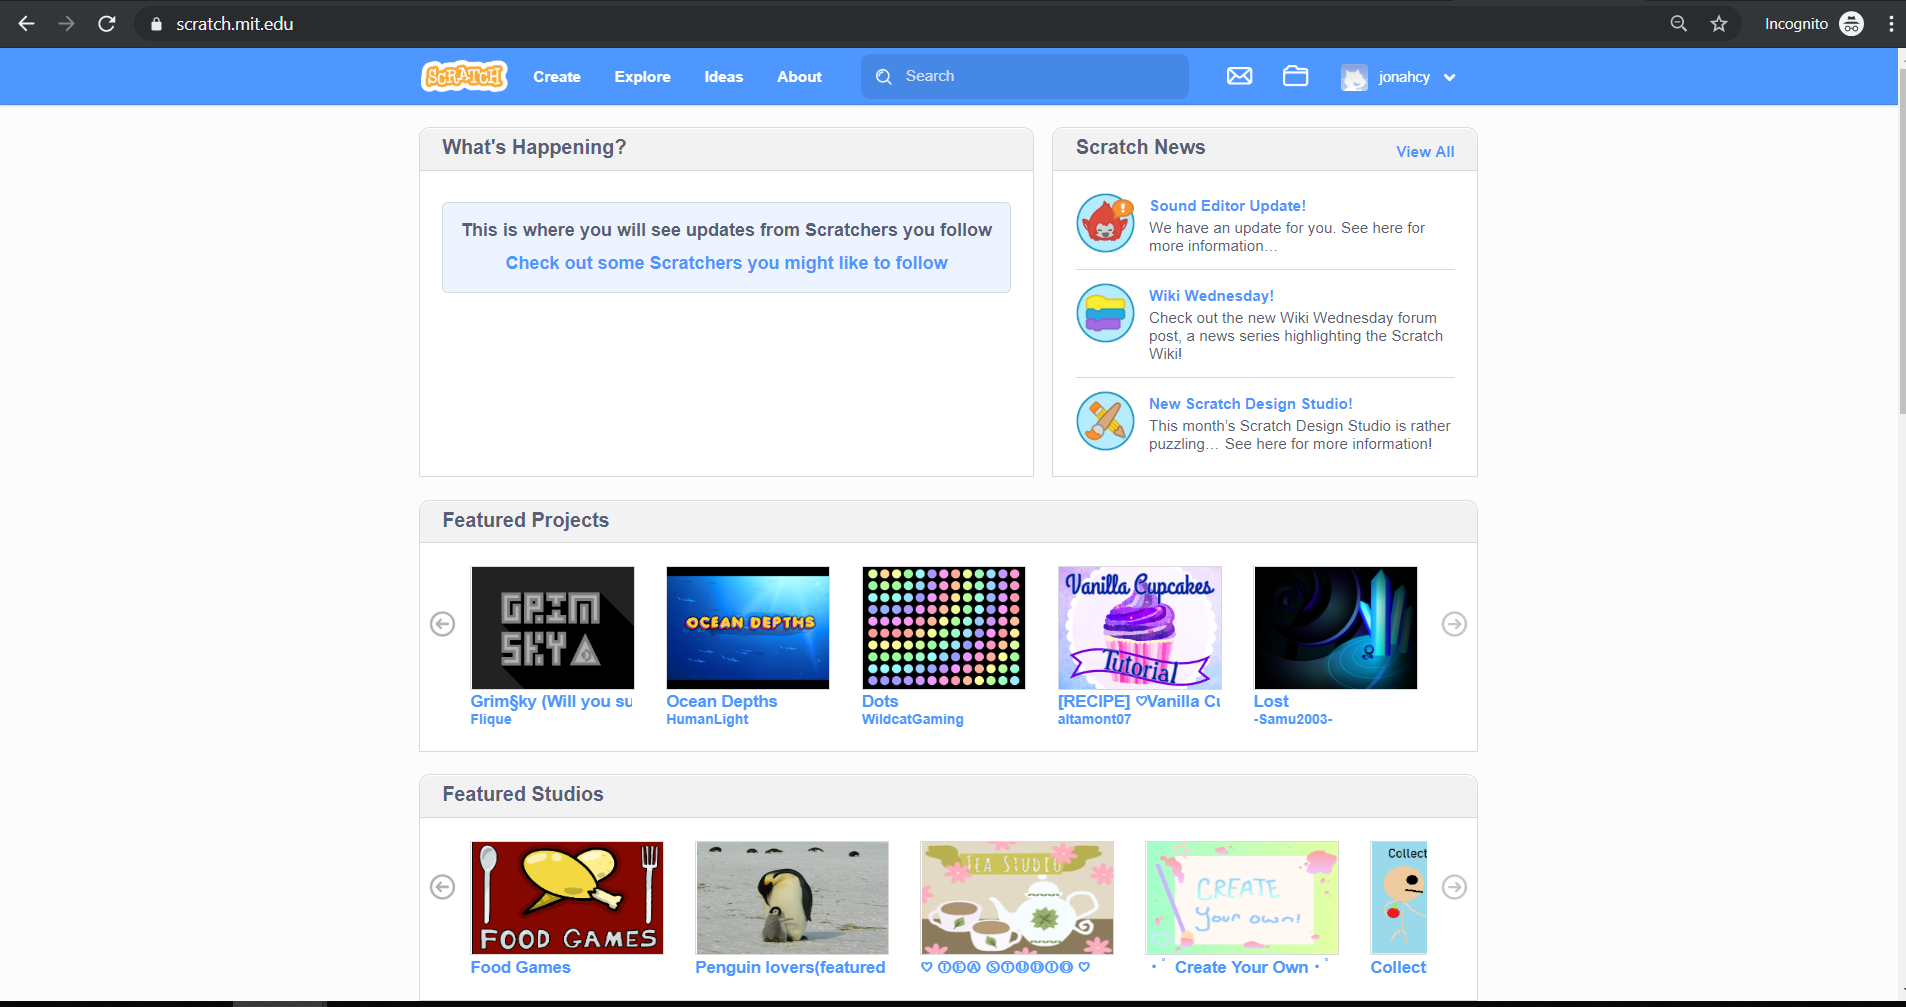 scratch.mit.edu
Incognito
SCRATCH
Create
Explore
Ideas
About
Search
jonahcy
What's Happening?
This is where you will see updates from Scratchers you follow
Check out some Scratchers you might like to follow
Scratch News
View All
Sound Editor Update!
We have an update for you. See here for
more information…
Wiki Wednesday!
Check out the new Wiki Wednesday forum
post, a news series highlighting the Scratch
Wiki!
New Scratch Design Studio!
This month's Scratch Design Studio is rather
puzzling… See here for more information!
Featured Projects
GRIM
SKY
Grim§ky (Will you su
Flique
OCEAN DEPTHS
Ocean Depths
HumanLight
Dots
WildcatGaming
Vanilla Cupcakes
Tutorial
[RECIPE] ♡Vanilla Cu
altamont07
Lost
-Samu2003-
Featured Studios
FOOD GAMES
Food Games
Penguin lovers(featured
TEA STUDIO
♡ ⓉⒺⒶ ⓈⓉⓊⒹⒾⓄ ♡
CREATE
Your own!
・ﾟ Create Your Own・ﾟ
Collect
Collect